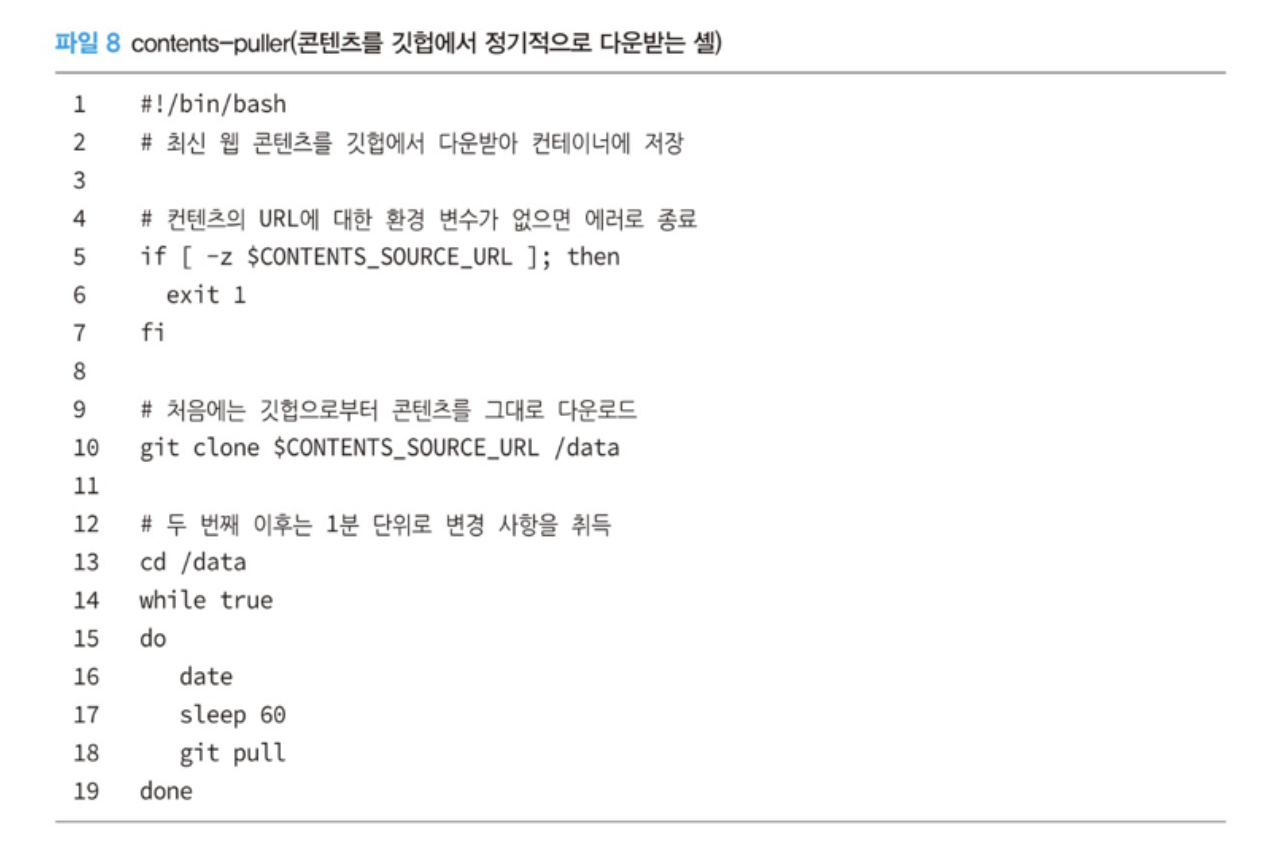 파일 8 contents-puller(콘텐츠를 깃헙에서 정기적으로 다운받는 셸)
1 #!/bin/bash
2 # 최신 웹 콘텐츠를 깃헙에서 다운받아 컨테이너에 저장
3
4 # 컨텐츠의 URL에 대한 환경 변수가 없으면 에러로 종료
5 if [ -z $CONTENTS_SOURCE_URL ]; then
6 exit 1
7 fi
8
9 # 처음에는 깃헙으로부터 콘텐츠를 그대로 다운로드
10 git clone $CONTENTS_SOURCE_URL /data
11
12 # 두 번째 이후는 1분 단위로 변경 사항을 취득
13 cd /data
14 while true
15 do
16 date
17 sleep 60
18 git pull
19 done